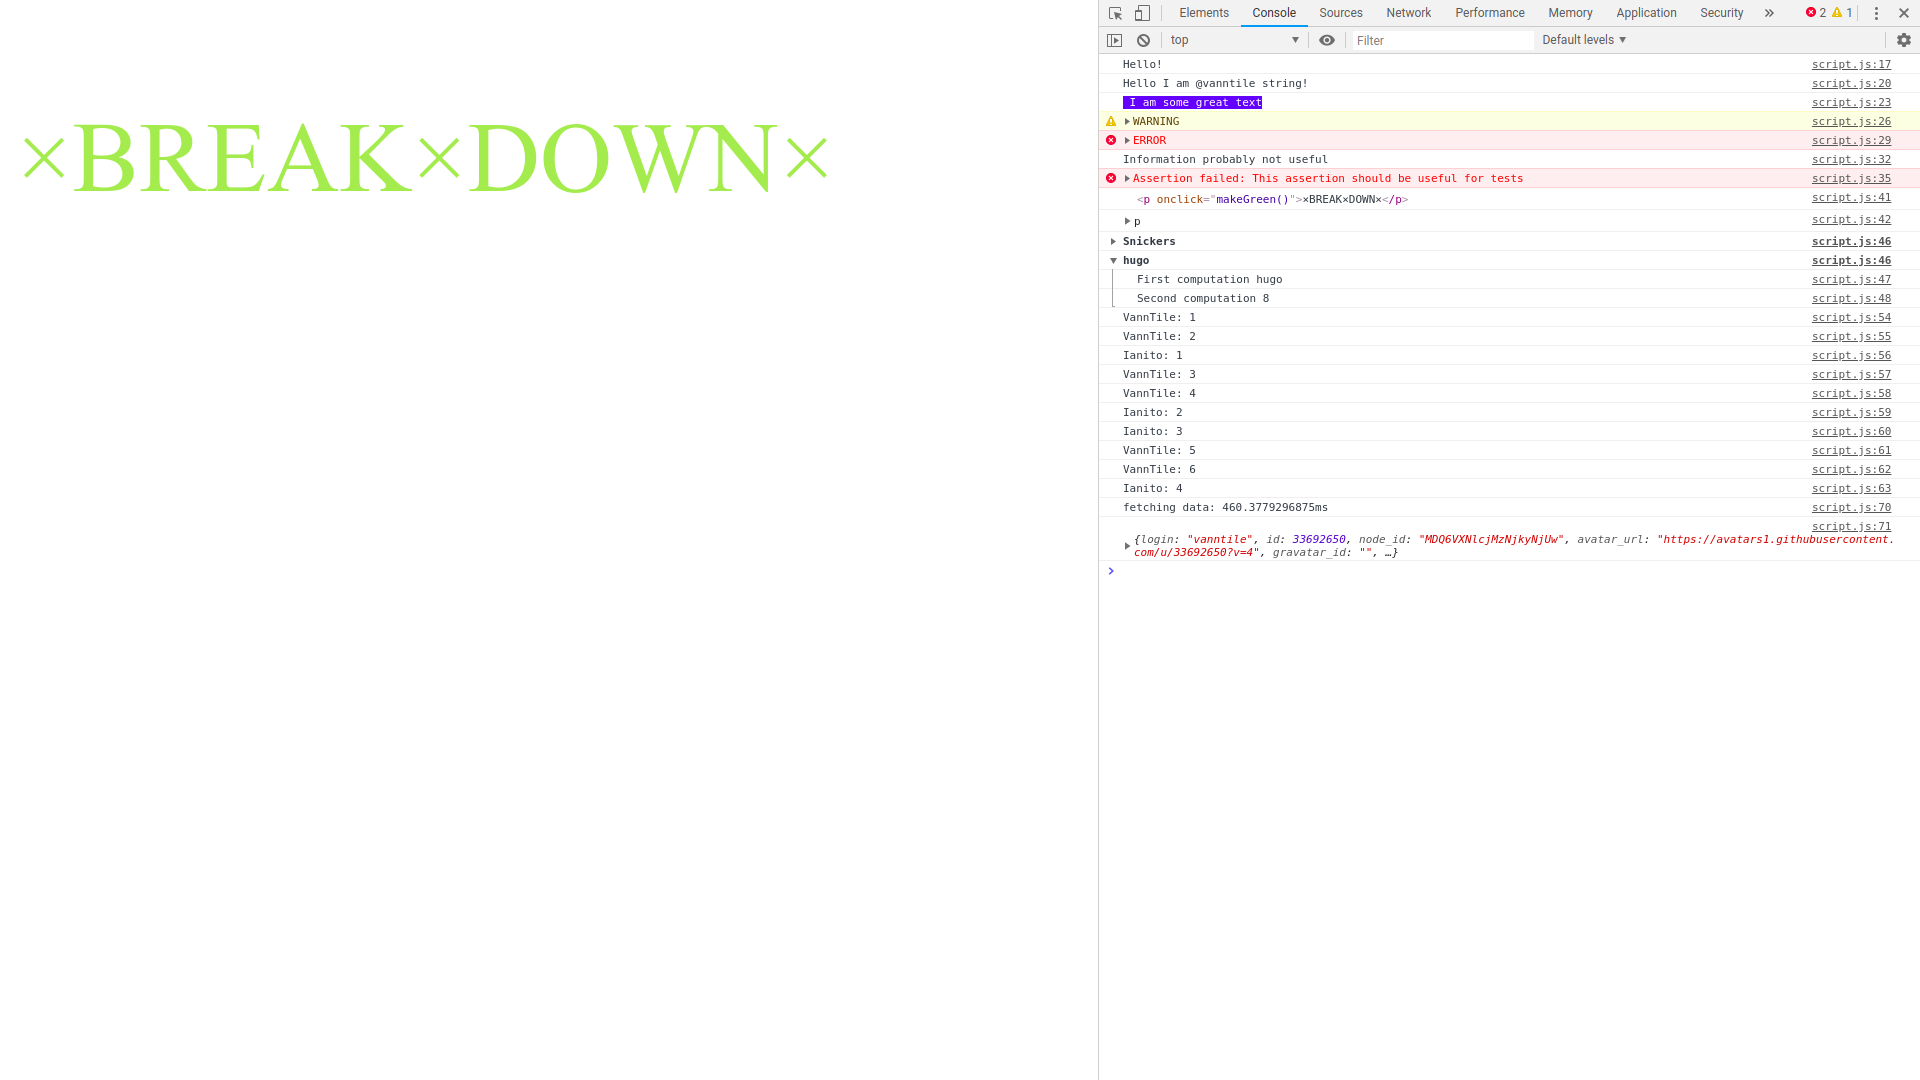 ×BREAK×DOWN×
Elements Console Sources Network Performance Memory Application Security » 2 1
top Filter Default levels
Hello! script.js:17
Hello I am @vanntile string! script.js:20
I am some great text script.js:23
WARNING script.js:26
ERROR script.js:29
Information probably not useful script.js:32
Assertion failed: This assertion should be useful for tests script.js:35
<p onclick="makeGreen()">×BREAK×DOWN×</p> script.js:41
p script.js:42
Snickers script.js:46
hugo script.js:46
First computation hugo script.js:47
Second computation 8 script.js:48
VannTile: 1 script.js:54
VannTile: 2 script.js:55
Ianito: 1 script.js:56
VannTile: 3 script.js:57
VannTile: 4 script.js:58
Ianito: 2 script.js:59
Ianito: 3 script.js:60
VannTile: 5 script.js:61
VannTile: 6 script.js:62
Ianito: 4 script.js:63
fetching data: 460.3779296875ms script.js:70
script.js:71
{login: "vanntile", id: 33692650, node_id: "MDQ6VXNlcjMzNjkyNjUw", avatar_url: "https://avatars1.githubusercontent.
com/u/33692650?v=4", gravatar_id: "", …}